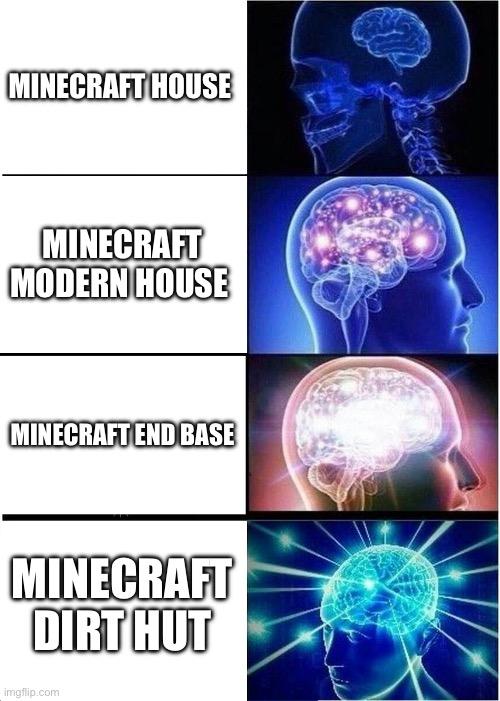 MINECRAFT HOUSE
MINECRAFT
MODERN HOUSE
MINECRAFT END BASE
MINECRAFT
DIRT HUT
imgflip.com